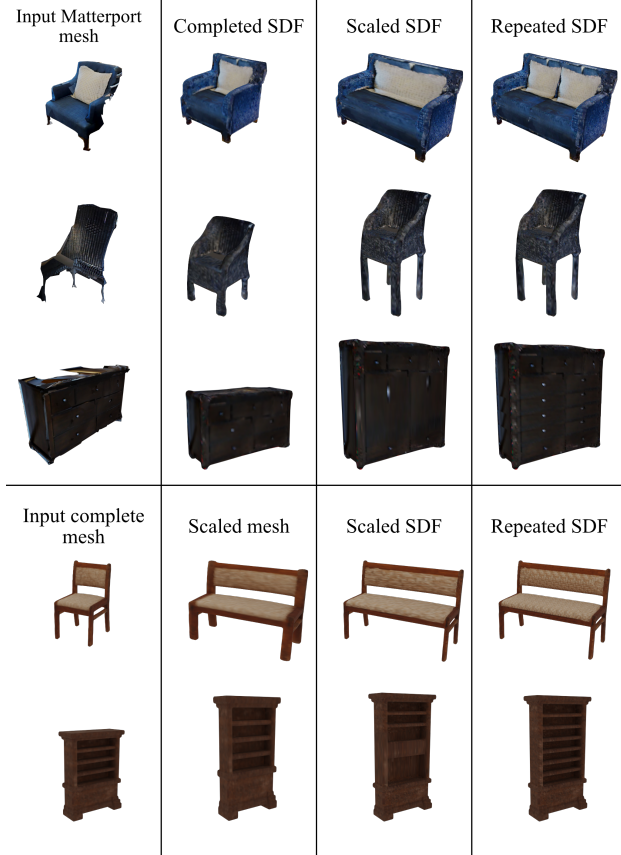 Input Matterport
mesh
Completed SDF
Scaled SDF
Repeated SDF
Input complete
mesh
Scaled mesh
Scaled SDF
Repeated SDF